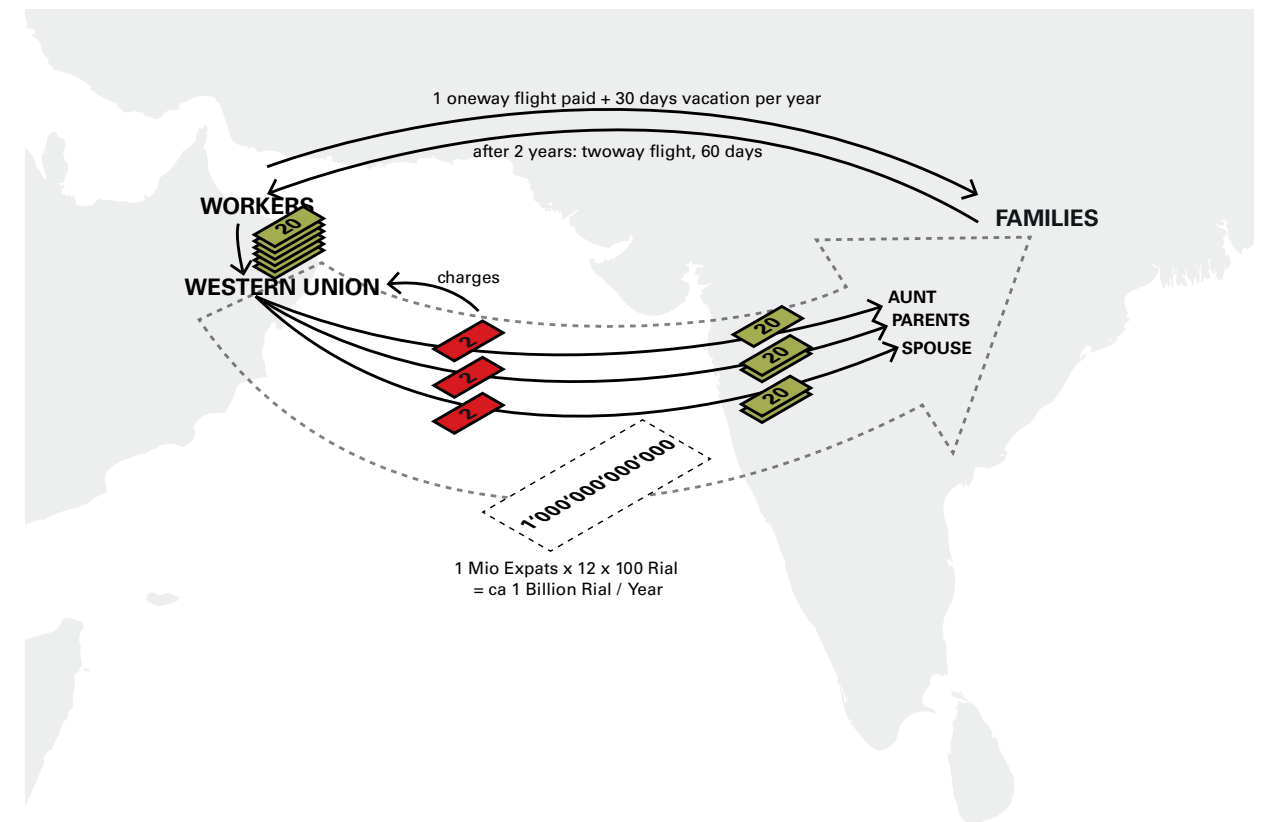 1 oneway flight paid + 30 days vacation per year
after 2 years: twoway flight, 60 days
WORKERS
20
FAMILIES
WESTERN UNION
charges
AUNT
PARENTS
SPOUSE
2
2
2
20
20
20
1‘000‘000‘000‘000
1 Mio Expats x 12 x 100 Rial
= ca 1 Billion Rial / Year